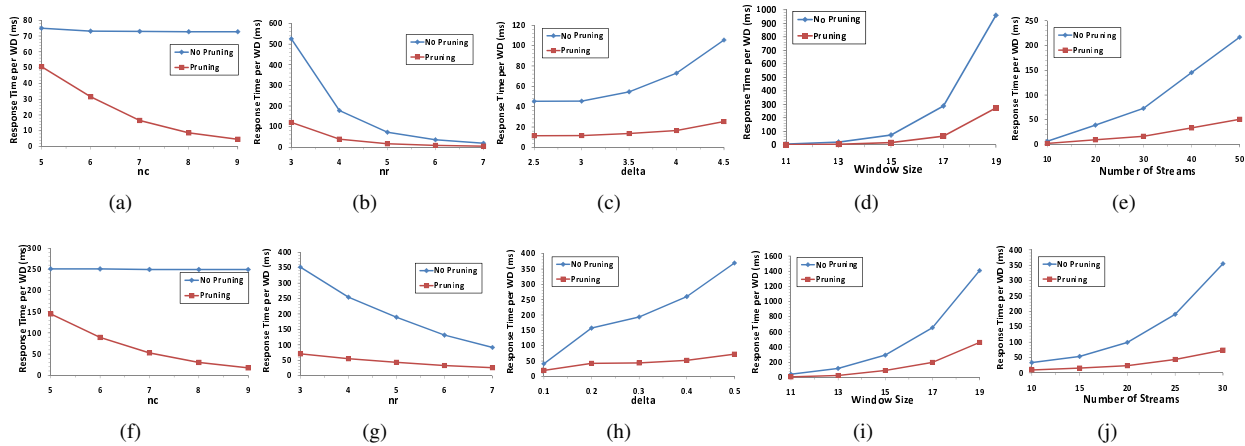 Response Time per WD (ms)
80
70
60
50
40
30
20
10
0
No Pruning
Pruning
5 6 7 8 9
nc
(a)
Response Time per WD (ms)
600
500
400
300
200
100
0
No Pruning
Pruning
3 4 5 6 7
nr
(b)
Response Time per WD (ms)
120
100
80
60
40
20
0
No Pruning
Pruning
2.5 3 3.5 4 4.5
delta
(c)
Response Time per WD (ms)
1000
900
800
700
600
500
400
300
200
100
0
No Pruning
Pruning
11 13 15 17 19
Window Size
(d)
Response Time per WD (ms)
250
200
150
100
50
0
No Pruning
Pruning
10 20 30 40 50
Number of Streams
(e)
Response Time per WD (ms)
300
250
200
150
100
50
0
No Pruning
Pruning
5 6 7 8 9
nc
(f)
Response Time per WD (ms)
400
350
300
250
200
150
100
50
0
No Pruning
Pruning
3 4 5 6 7
nr
(g)
Response Time per WD (ms)
400
350
300
250
200
150
100
50
0
No Pruning
Pruning
0.1 0.2 0.3 0.4 0.5
delta
(h)
Response Time per WD (ms)
1600
1400
1200
1000
800
600
400
200
0
No Pruning
Pruning
11 13 15 17 19
Window Size
(i)
Response Time per WD (ms)
400
350
300
250
200
150
100
50
0
No Pruning
Pruning
10 15 20 25 30
Number of Streams
(j)